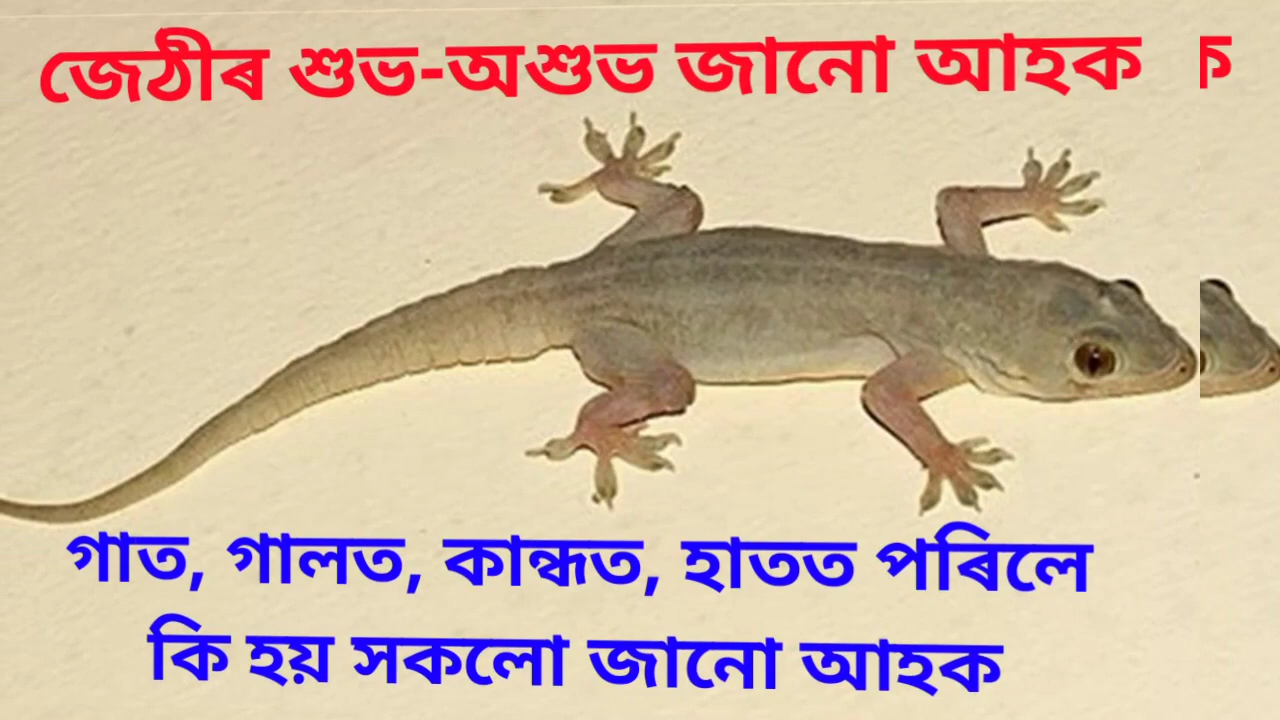 জেঠীৰ শুভ-অশুভ জানো আহক ক
গাত, গালত, কান্ধত, হাতত পৰিলে
কি হয় সকলো জানো আহক